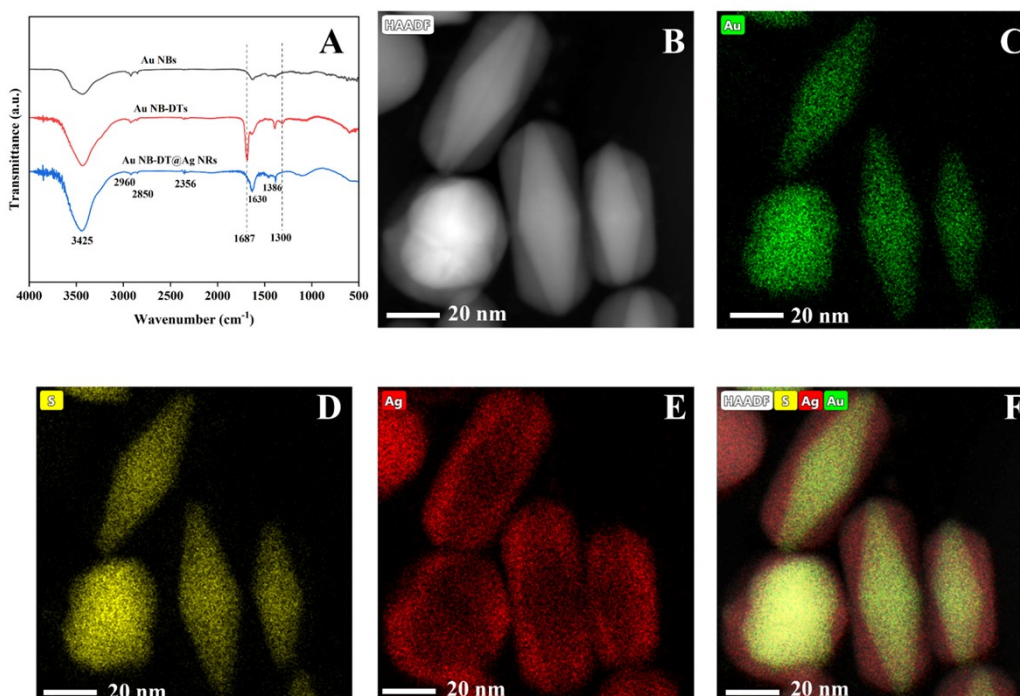 A
Au NBs
Au NB-DTs
Au NB-DT@Ag NRs
2960
2850
2356
1386
1630
3425
1687
1300
4000 3500 3000 2500 2000 1500 1000 500
Wavenumber (cm⁻¹)
Transmittance (a.u.)
HAADF
B
20 nm
Au
C
20 nm
S
D
20 nm
Ag
E
20 nm
HAADF S Ag Au
F
20 nm